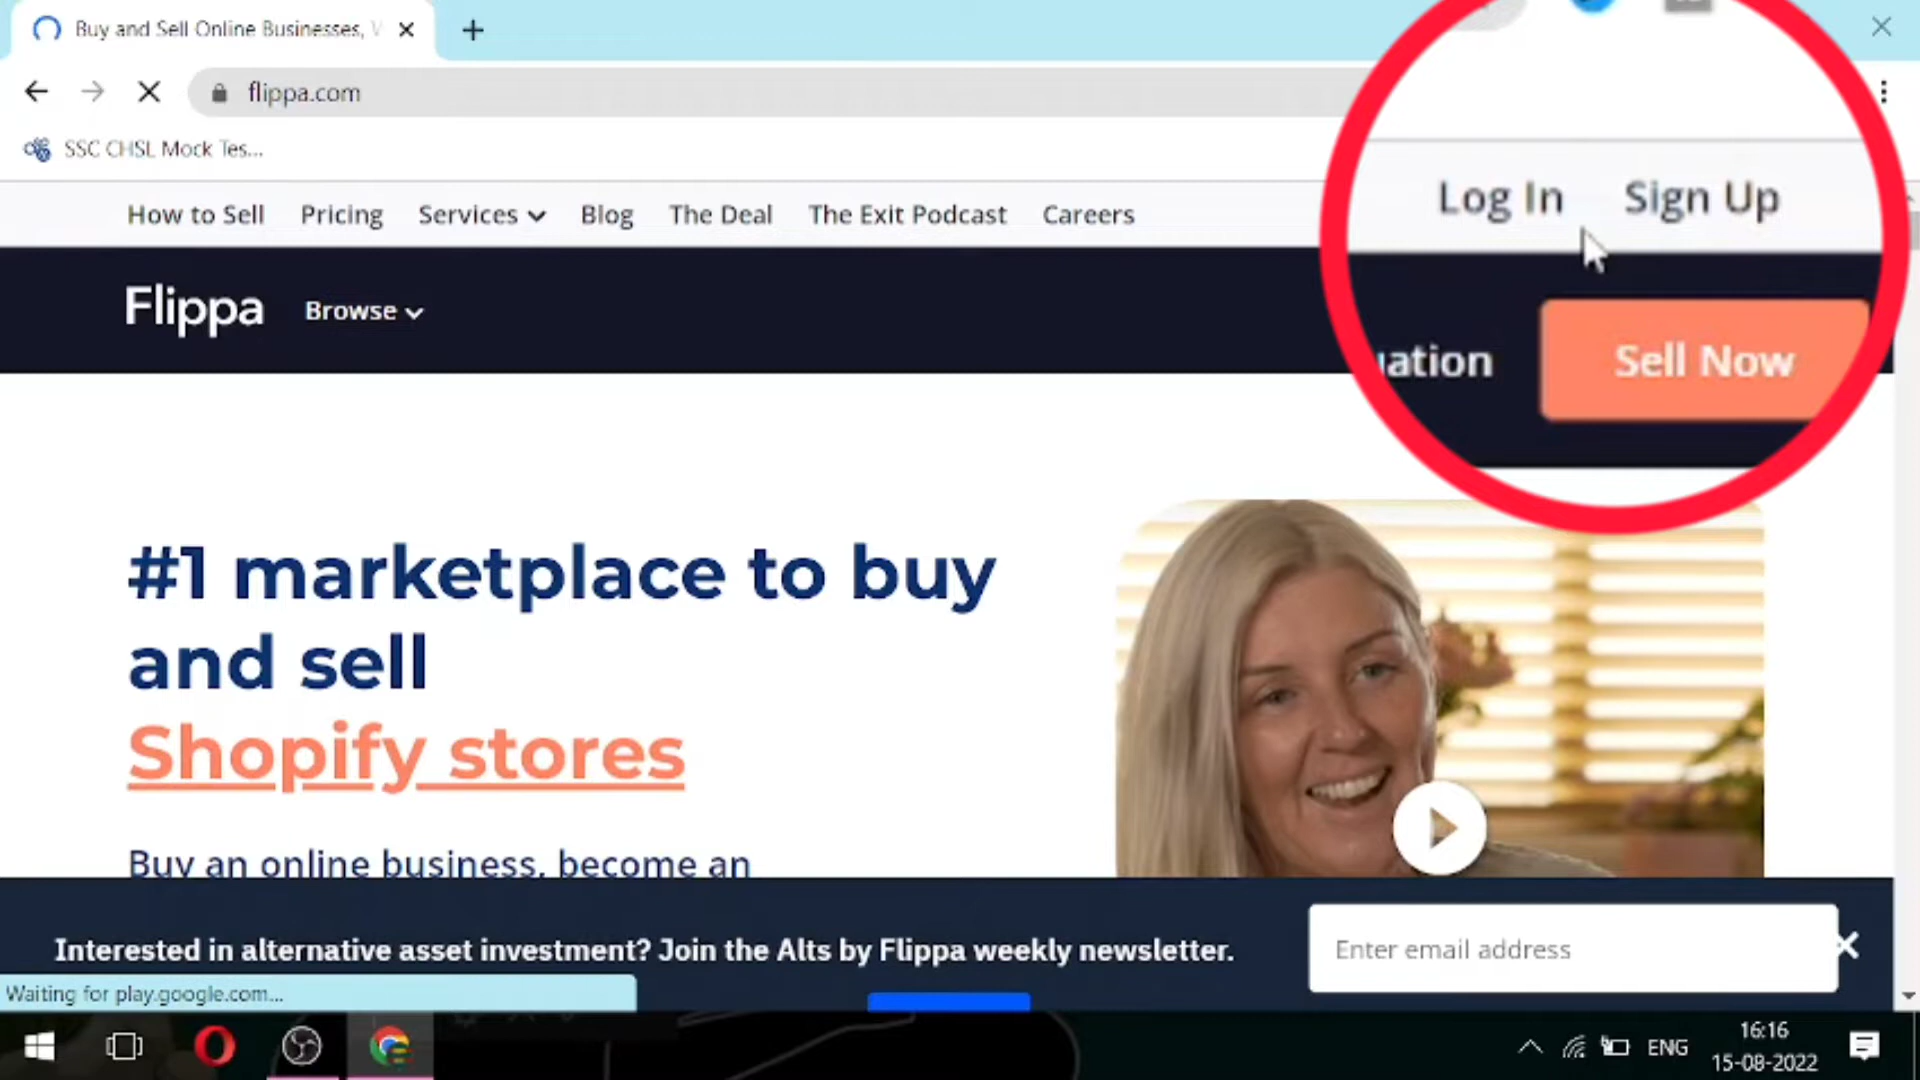 Buy and Sell Online Businesses, V
flippa.com
SSC CHSL Mock Tes...
How to Sell Pricing Services Blog The Deal The Exit Podcast Careers
Log In Sign Up
Flippa Browse
uation Sell Now
#1 marketplace to buy
and sell
Shopify stores
Buy an online business, become an
Interested in alternative asset investment? Join the Alts by Flippa weekly newsletter.
Enter email address
Waiting for play.google.com...
ENG
16:16
15-08-2022